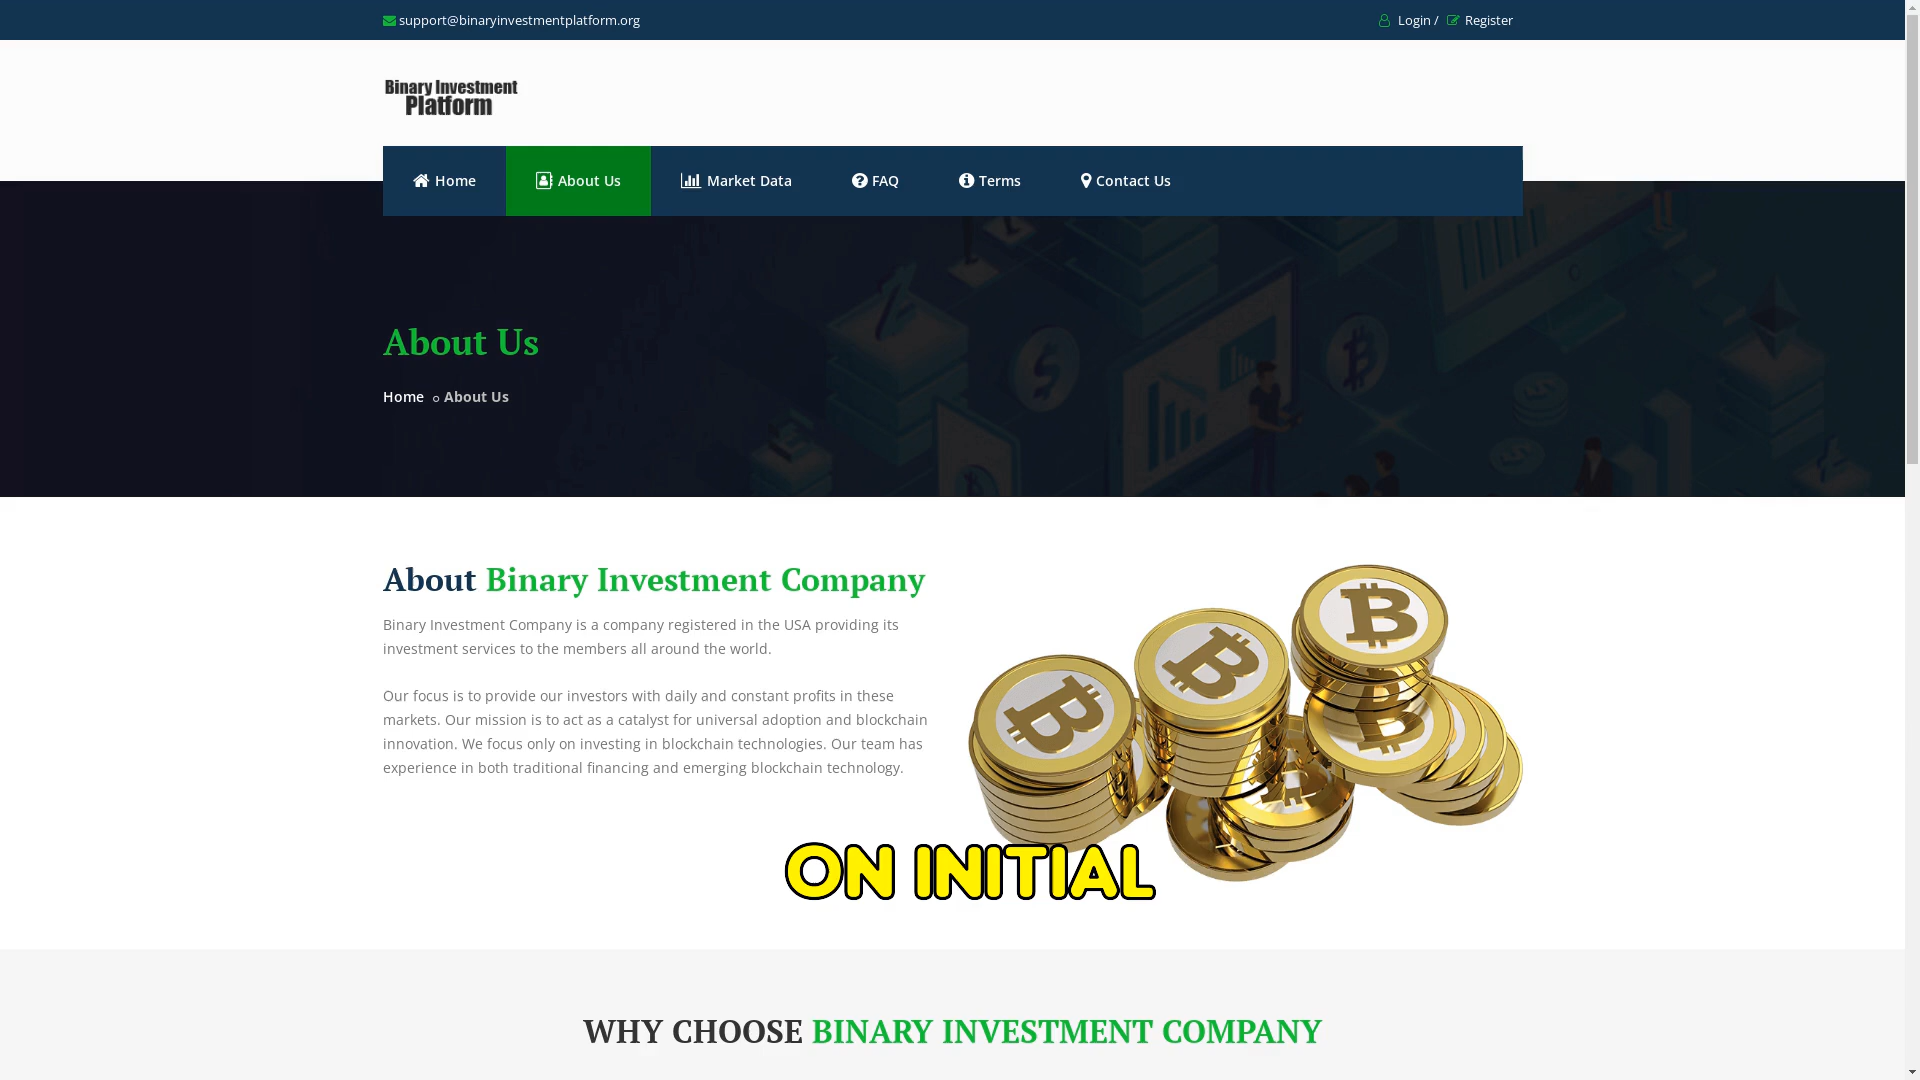 support@binaryinvestmentplatform.org
Login / Register
Binary Investment
Platform
Home
About Us
Market Data
FAQ
Terms
Contact Us
About Us
Home About Us
About Binary Investment Company
Binary Investment Company is a company registered in the USA providing its
investment services to the members all around the world.
Our focus is to provide our investors with daily and constant profits in these
markets. Our mission is to act as a catalyst for universal adoption and blockchain
innovation. We focus only on investing in blockchain technologies. Our team has
experience in both traditional financing and emerging blockchain technology.
ON INITIAL
WHY CHOOSE BINARY INVESTMENT COMPANY